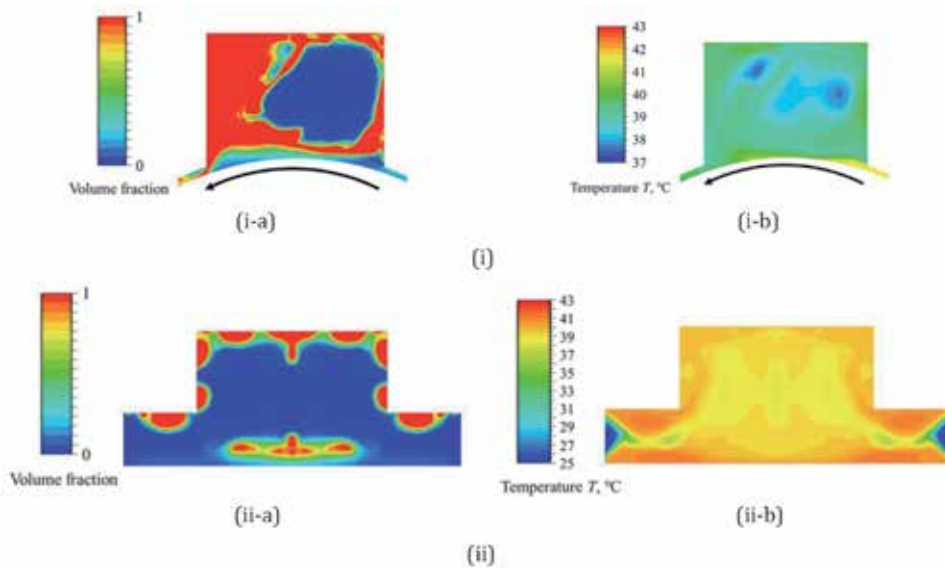 1
0
Volume fraction
(i-a)
43
42
41
40
39
38
37
Temperature T, °C
(i-b)
(i)
1
0
Volume fraction
(ii-a)
43
41
39
37
35
33
31
29
27
25
Temperature T, °C
(ii-b)
(ii)